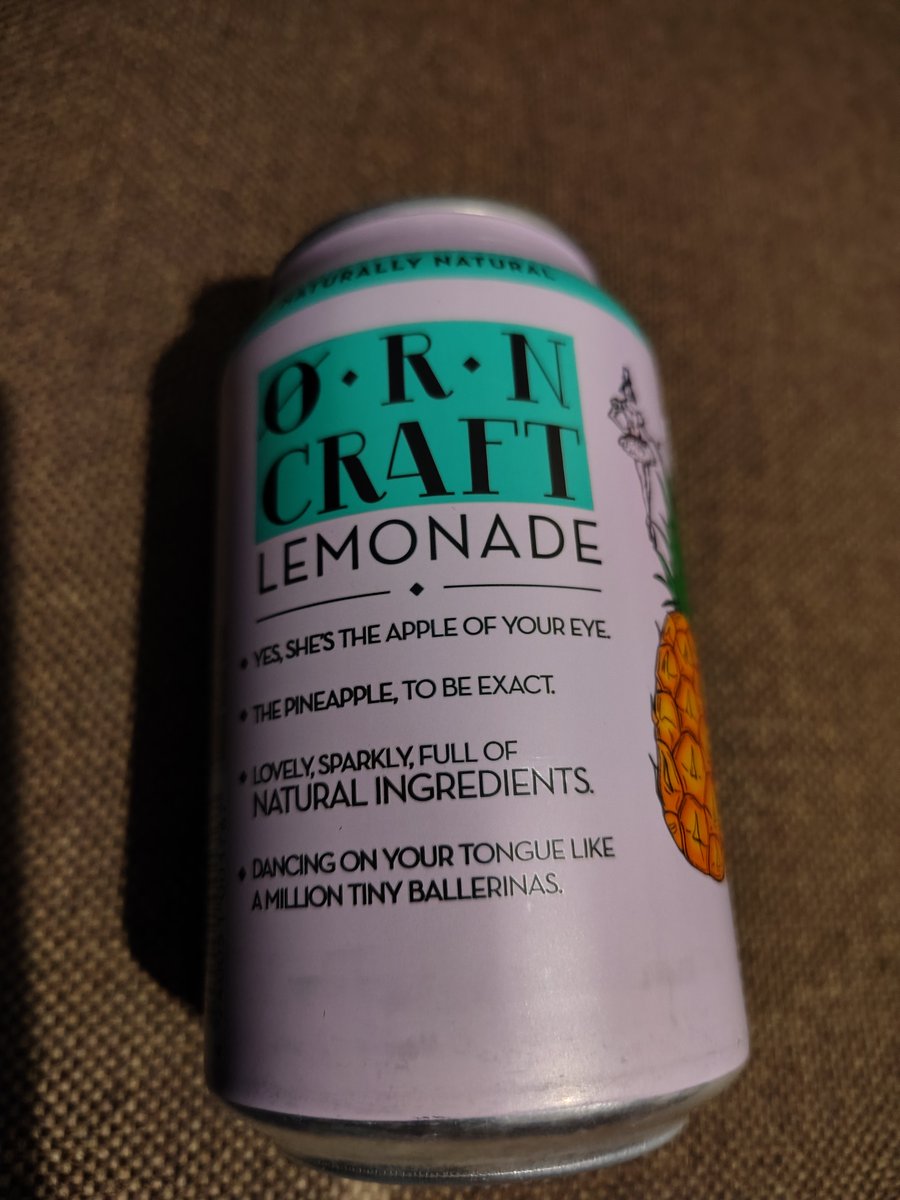 NATURALLY NATURAL
Ø·R·N
CRAFT
LEMONADE
YES, SHE'S THE APPLE OF YOUR EYE.
THE PINEAPPLE, TO BE EXACT.
LOVELY, SPARKLY, FULL OF
NATURAL INGREDIENTS.
DANCING ON YOUR TONGUE LIKE
A MILLION TINY BALLERINAS.